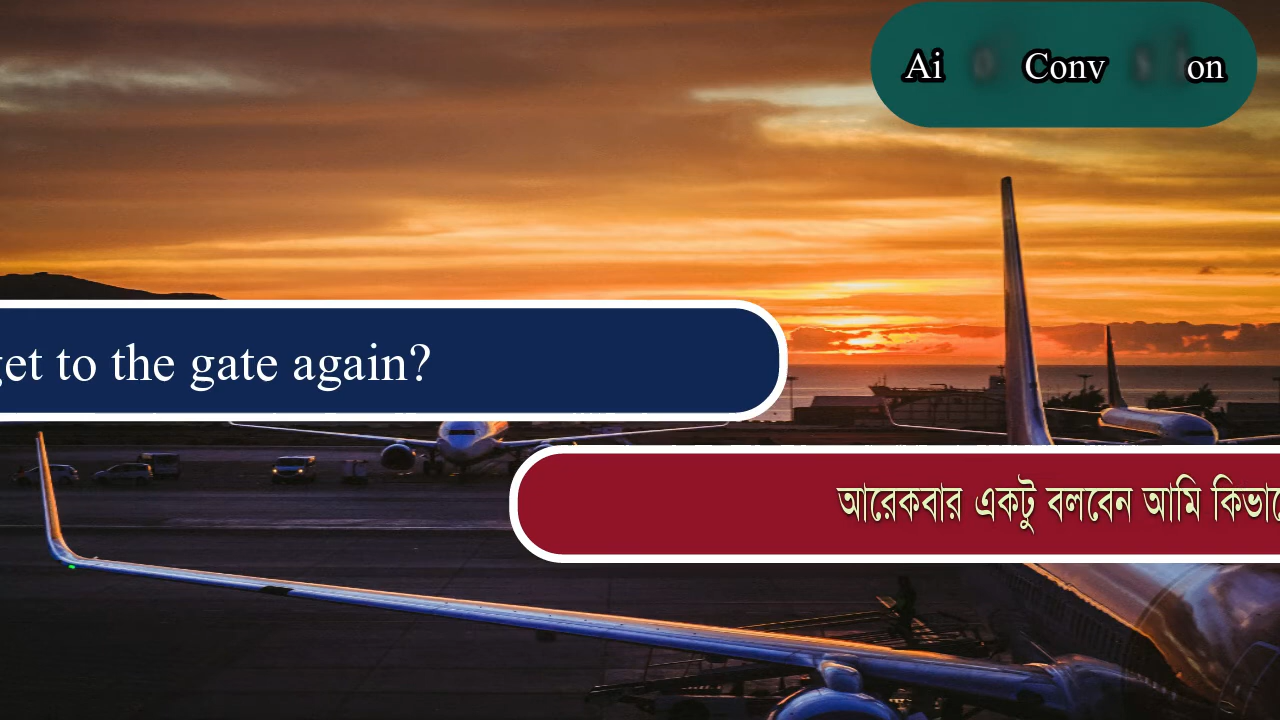 Ai Conv on
get to the gate again?
আরেকবার একটু বলবেন আমি